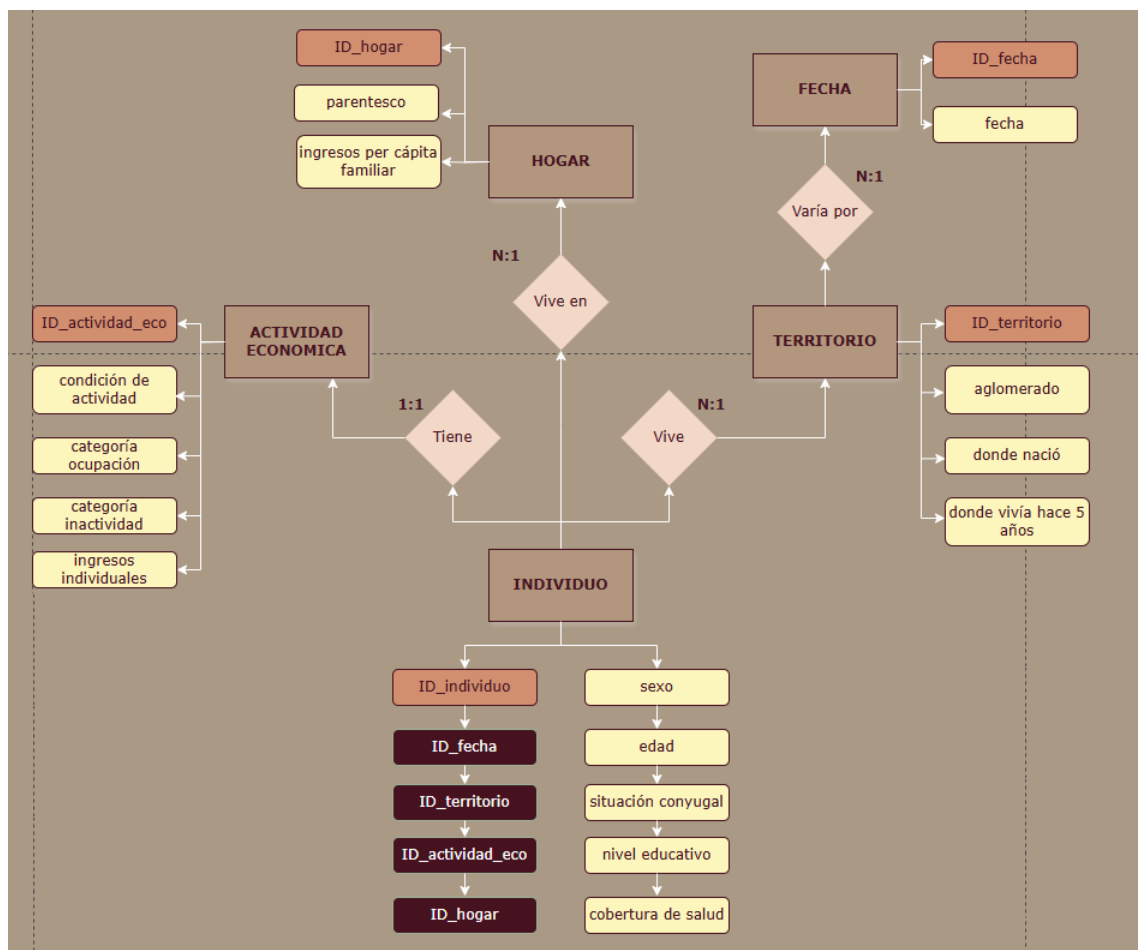 ID_hogar
parentesco
ingresos per cápita
familiar
HOGAR
FECHA
ID_fecha
fecha
N:1
Varía por
N:1
Vive en
ID_actividad_eco
ACTIVIDAD
ECONOMICA
condición de
actividad
categoría
ocupación
categoría
inactividad
ingresos
individuales
1:1
Tiene
N:1
Vive
TERRITORIO
ID_territorio
aglomerado
donde nació
donde vivía hace 5
años
INDIVIDUO
ID_individuo
ID_fecha
ID_territorio
ID_actividad_eco
ID_hogar
sexo
edad
situación conyugal
nivel educativo
cobertura de salud